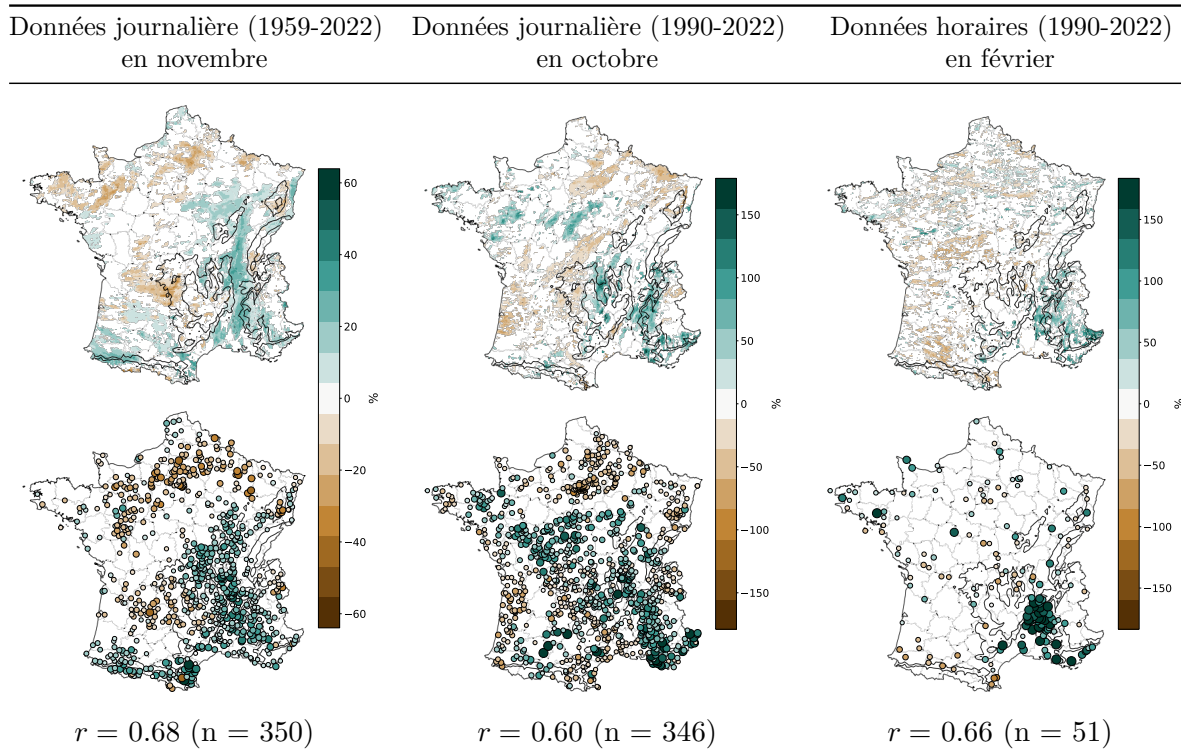 Données journalière (1959-2022)
en novembre
Données journalière (1990-2022)
en octobre
Données horaires (1990-2022)
en février
60
40
20
0
−20
−40
−60
%
150
100
50
0
−50
−100
−150
%
150
100
50
0
−50
−100
−150
%
r = 0.68 (n = 350)
r = 0.60 (n = 346)
r = 0.66 (n = 51)